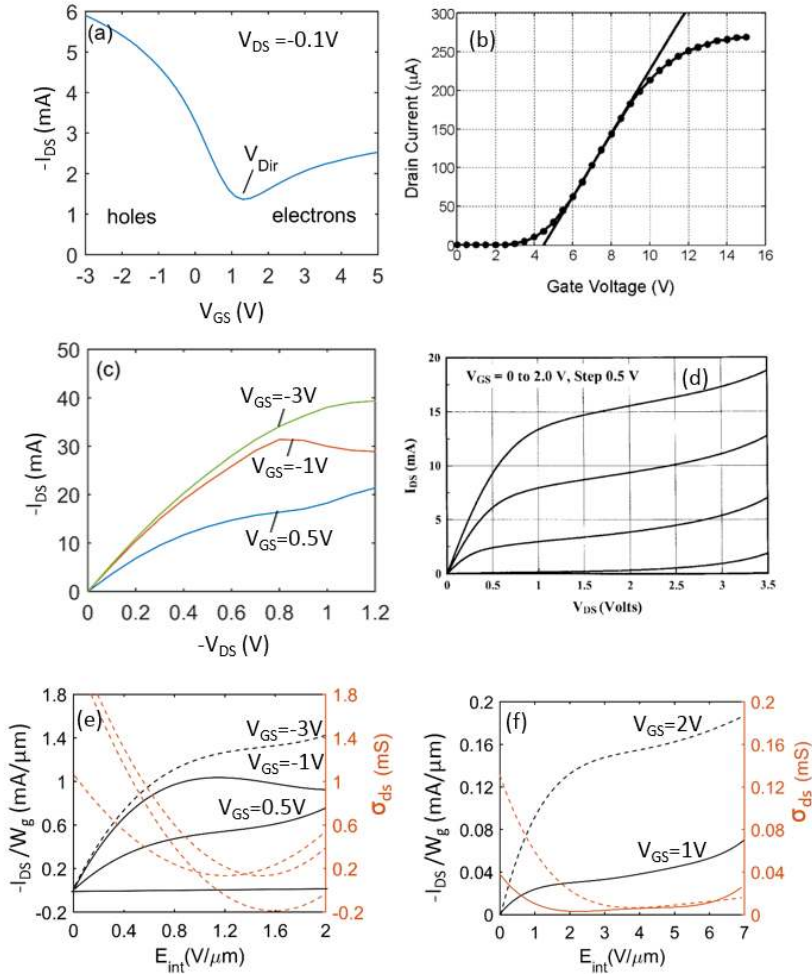 (a)
V_DS =-0.1V
-I_DS (mA)
6
5
4
3
2
1
0
V_Dir
holes
electrons
-3 -2 -1 0 1 2 3 4 5
V_GS (V)
(b)
Drain Current (μA)
300
250
200
150
100
50
0
0 2 4 6 8 10 12 14 16
Gate Voltage (V)
(c)
-I_DS (mA)
50
40
30
20
10
0
V_GS=-3V
V_GS=-1V
V_GS=0.5V
0 0.2 0.4 0.6 0.8 1.0 1.2
-V_DS (V)
V_GS = 0 to 2.0 V, Step 0.5 V
(d)
I_DS (mA)
20
15
10
5
0
0 0.5 1 1.5 2 2.5 3 3.5
V_DS (Volts)
(e)
-I_DS /W_g (mA/μm)
1.8
1.4
1
0.6
0.2
-0.2
V_GS=-3V
V_GS=-1V
V_GS=0.5V
1.8
1.4
1
0.6
0.2
-0.2
σ_ds (mS)
0 0.4 0.8 1.2 1.6 2
E_int(V/μm)
(f)
-I_DS /W_g (mA/μm)
0.2
0.16
0.12
0.08
0.04
0
V_GS=2V
V_GS=1V
0.2
0.16
0.12
0.08
0.04
0
σ_ds (mS)
0 1 2 3 4 5 6 7
E_int(V/μm)